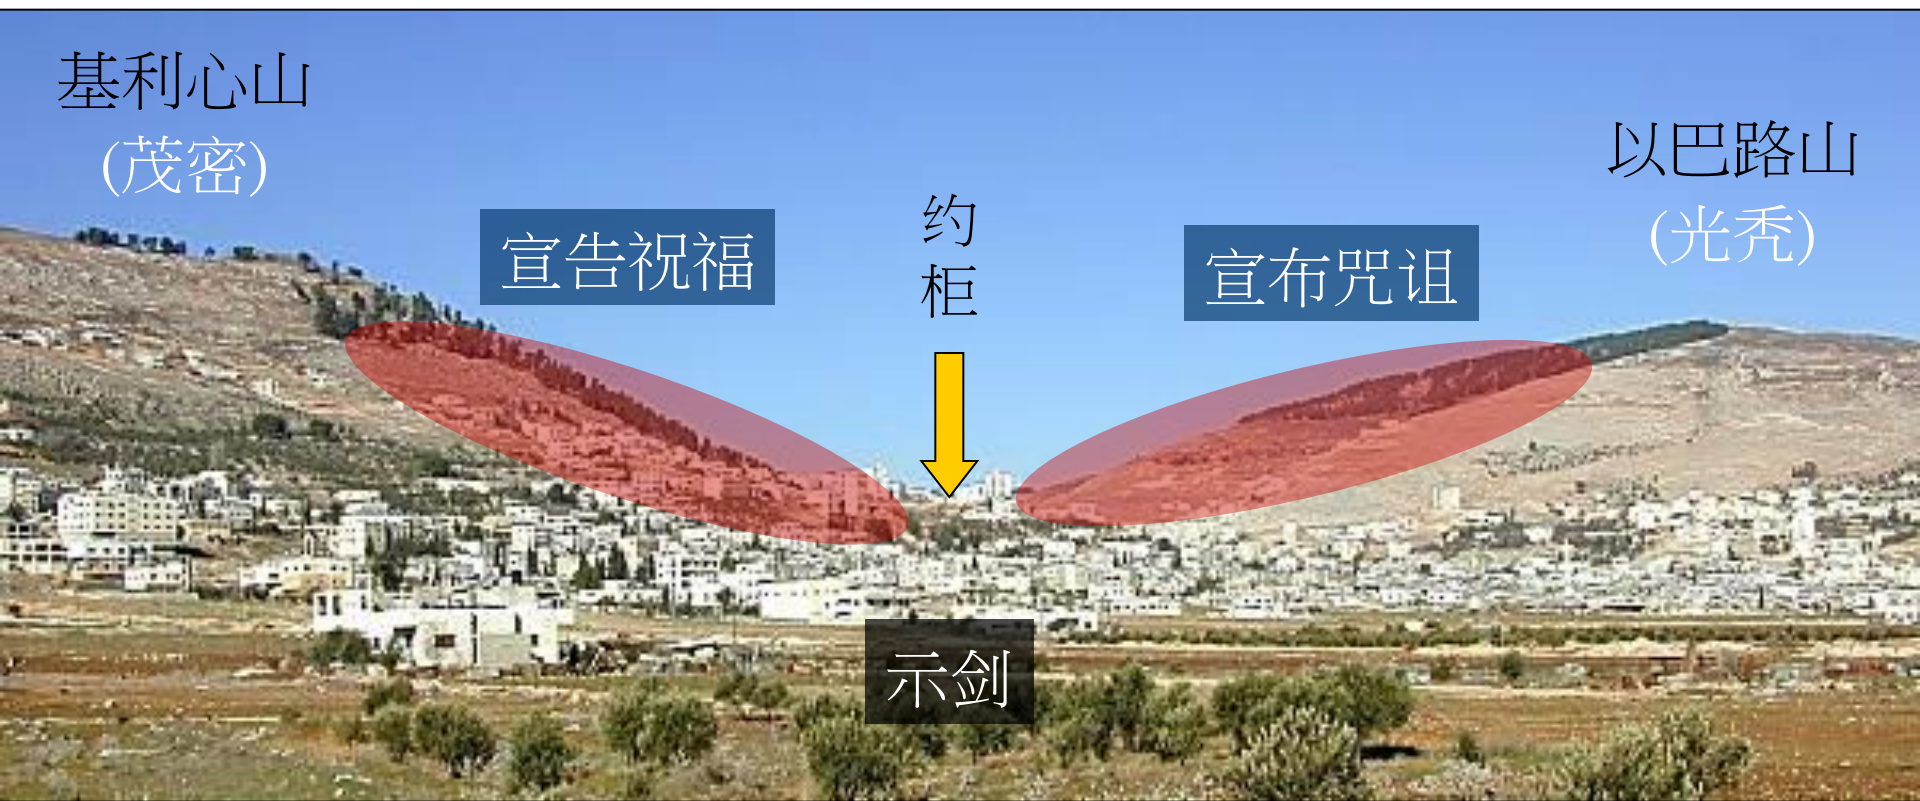 基利心山
(茂密)
宣告祝福
约
柜
宣布咒诅
以巴路山
(光秃)
示剑